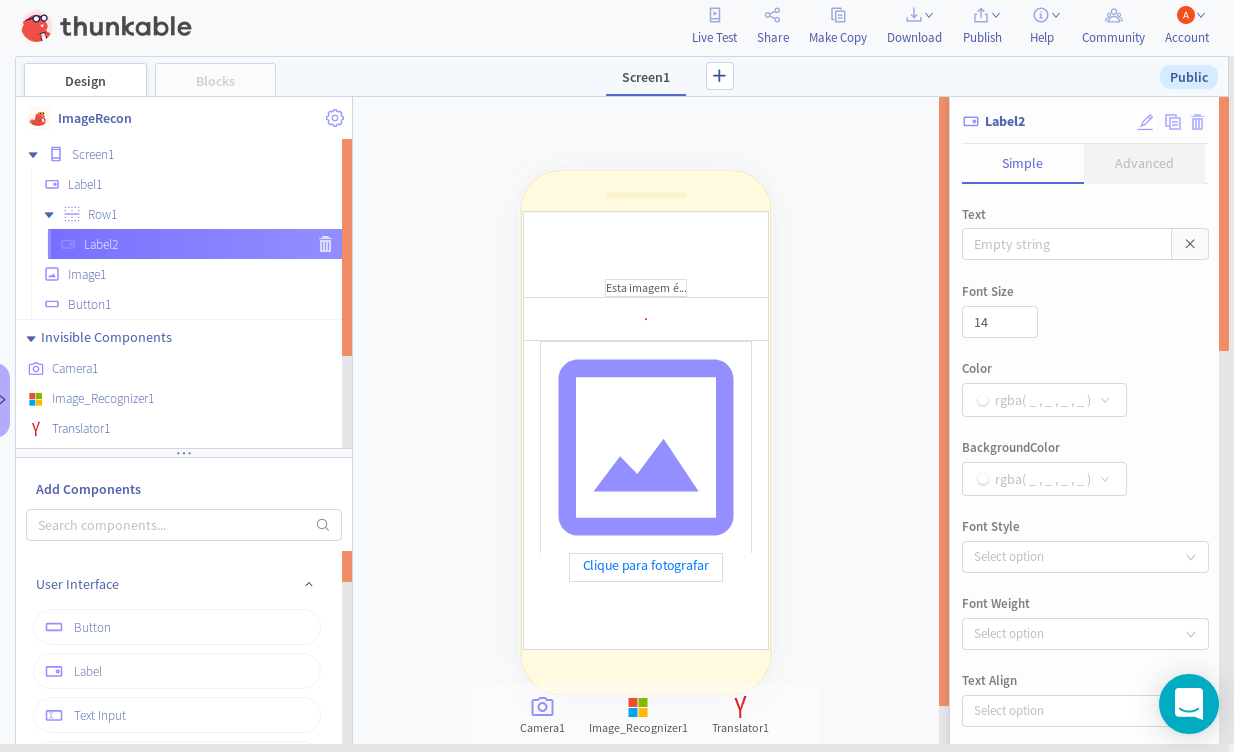 thunkable
Live Test
Share
Make Copy
Download
Publish
Help
Community
A
Account
Design
Blocks
Screen1
+
Public
ImageRecon
Screen1
Label1
Row1
Label2
Image1
Button1
Invisible Components
Camera1
Image_Recognizer1
Translator1
Add Components
Search components...
User Interface
Button
Label
Text Input
Esta imagem é...
.
Clique para fotografar
Camera1
Image_Recognizer1
Translator1
Label2
Simple
Advanced
Text
Empty string
Font Size
14
Color
rgba( _ , _ , _ , _ )
BackgroundColor
rgba( _ , _ , _ , _ )
Font Style
Select option
Font Weight
Select option
Text Align
Select option